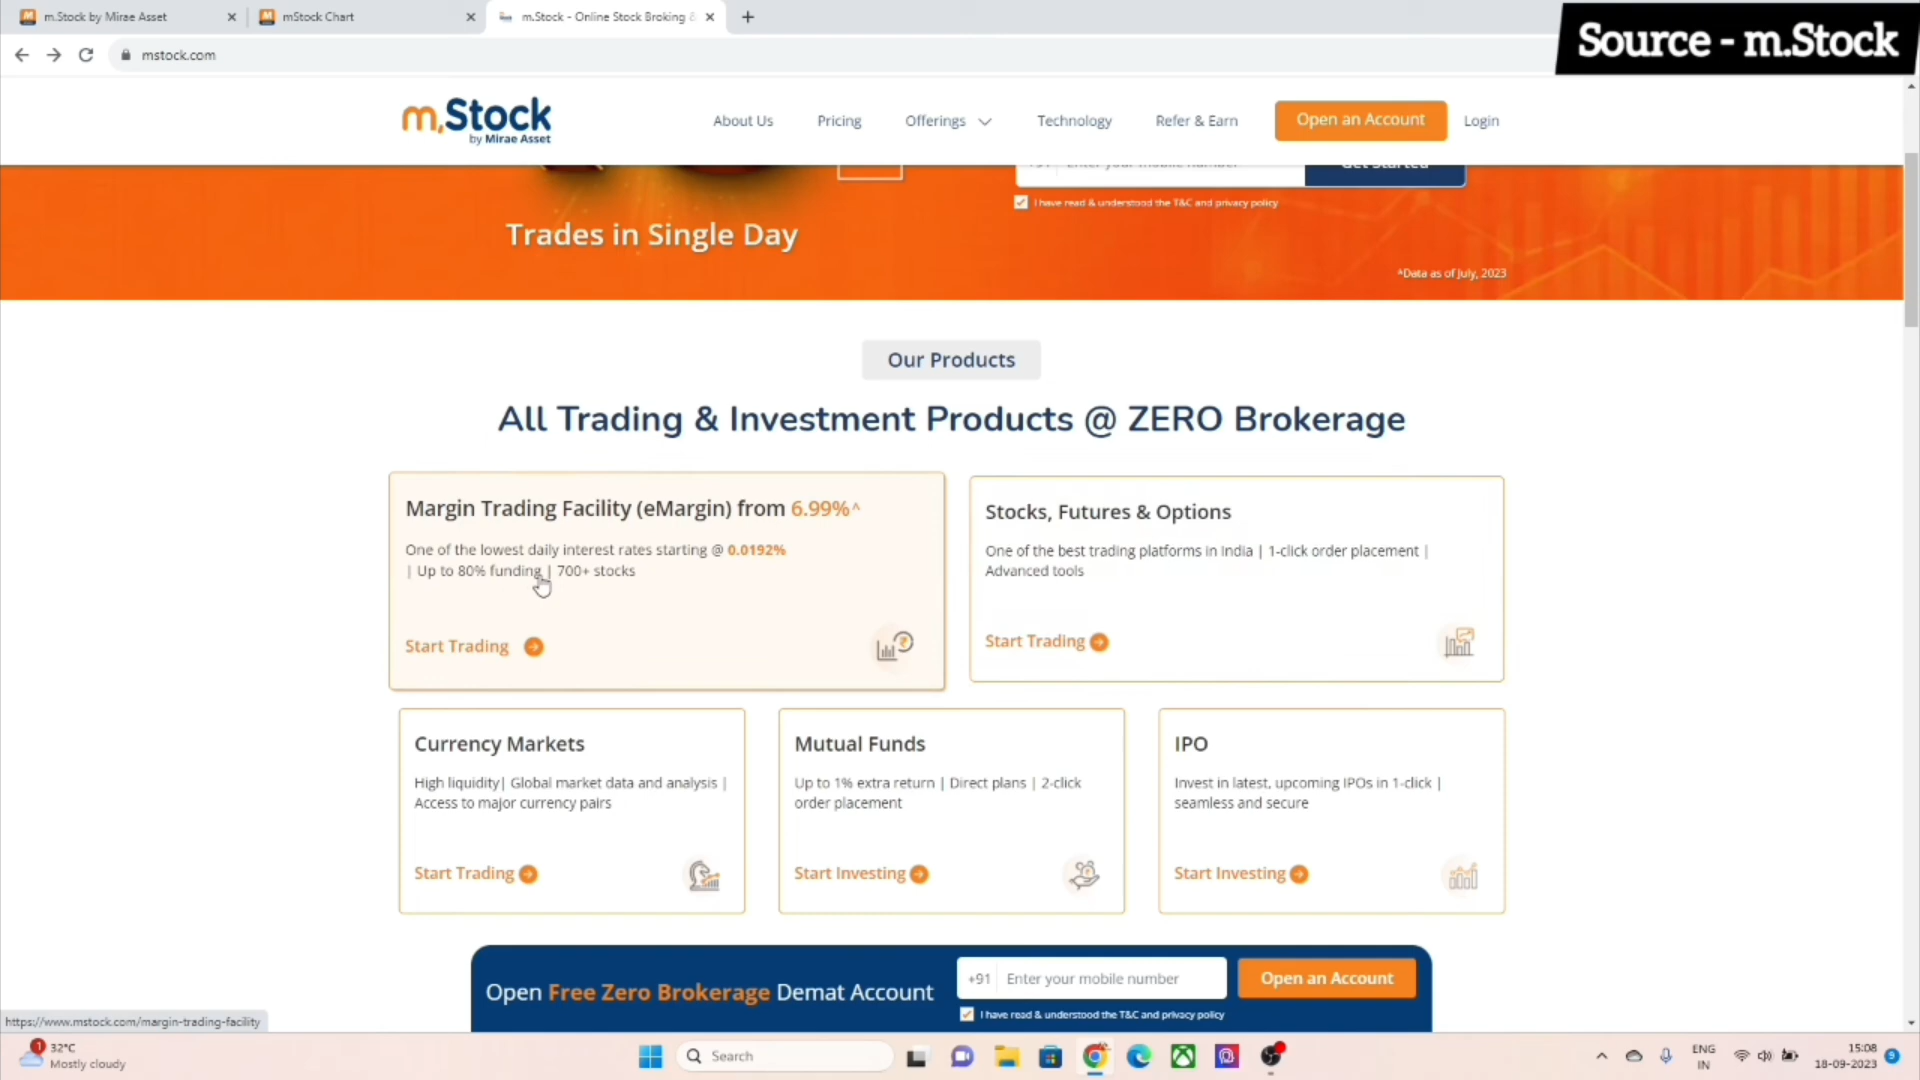 m.Stock by Mirae Asset
mStock Chart
m.Stock - Online Stock Broking &
mstock.com
Source - m.Stock
m.Stock
by Mirae Asset
About Us
Pricing
Offerings
Technology
Refer & Earn
Open an Account
Login
+91 Enter your mobile number
Get Started
I have read & understood the T&C and privacy policy
Trades in Single Day
^Data as of July, 2023
Our Products
All Trading & Investment Products @ ZERO Brokerage
Margin Trading Facility (eMargin) from 6.99%^
One of the lowest daily interest rates starting @ 0.0192%
| Up to 80% funding | 700+ stocks
Start Trading
Stocks, Futures & Options
One of the best trading platforms in India | 1-click order placement |
Advanced tools
Start Trading
Currency Markets
High liquidity| Global market data and analysis |
Access to major currency pairs
Start Trading
Mutual Funds
Up to 1% extra return | Direct plans | 2-click
order placement
Start Investing
IPO
Invest in latest, upcoming IPOs in 1-click |
seamless and secure
Start Investing
Open Free Zero Brokerage Demat Account
+91 Enter your mobile number
Open an Account
I have read & understood the T&C and privacy policy
https://www.mstock.com/margin-trading-facility
1
32°C
Mostly cloudy
Search
ENG
IN
15:08
18-09-2023
9